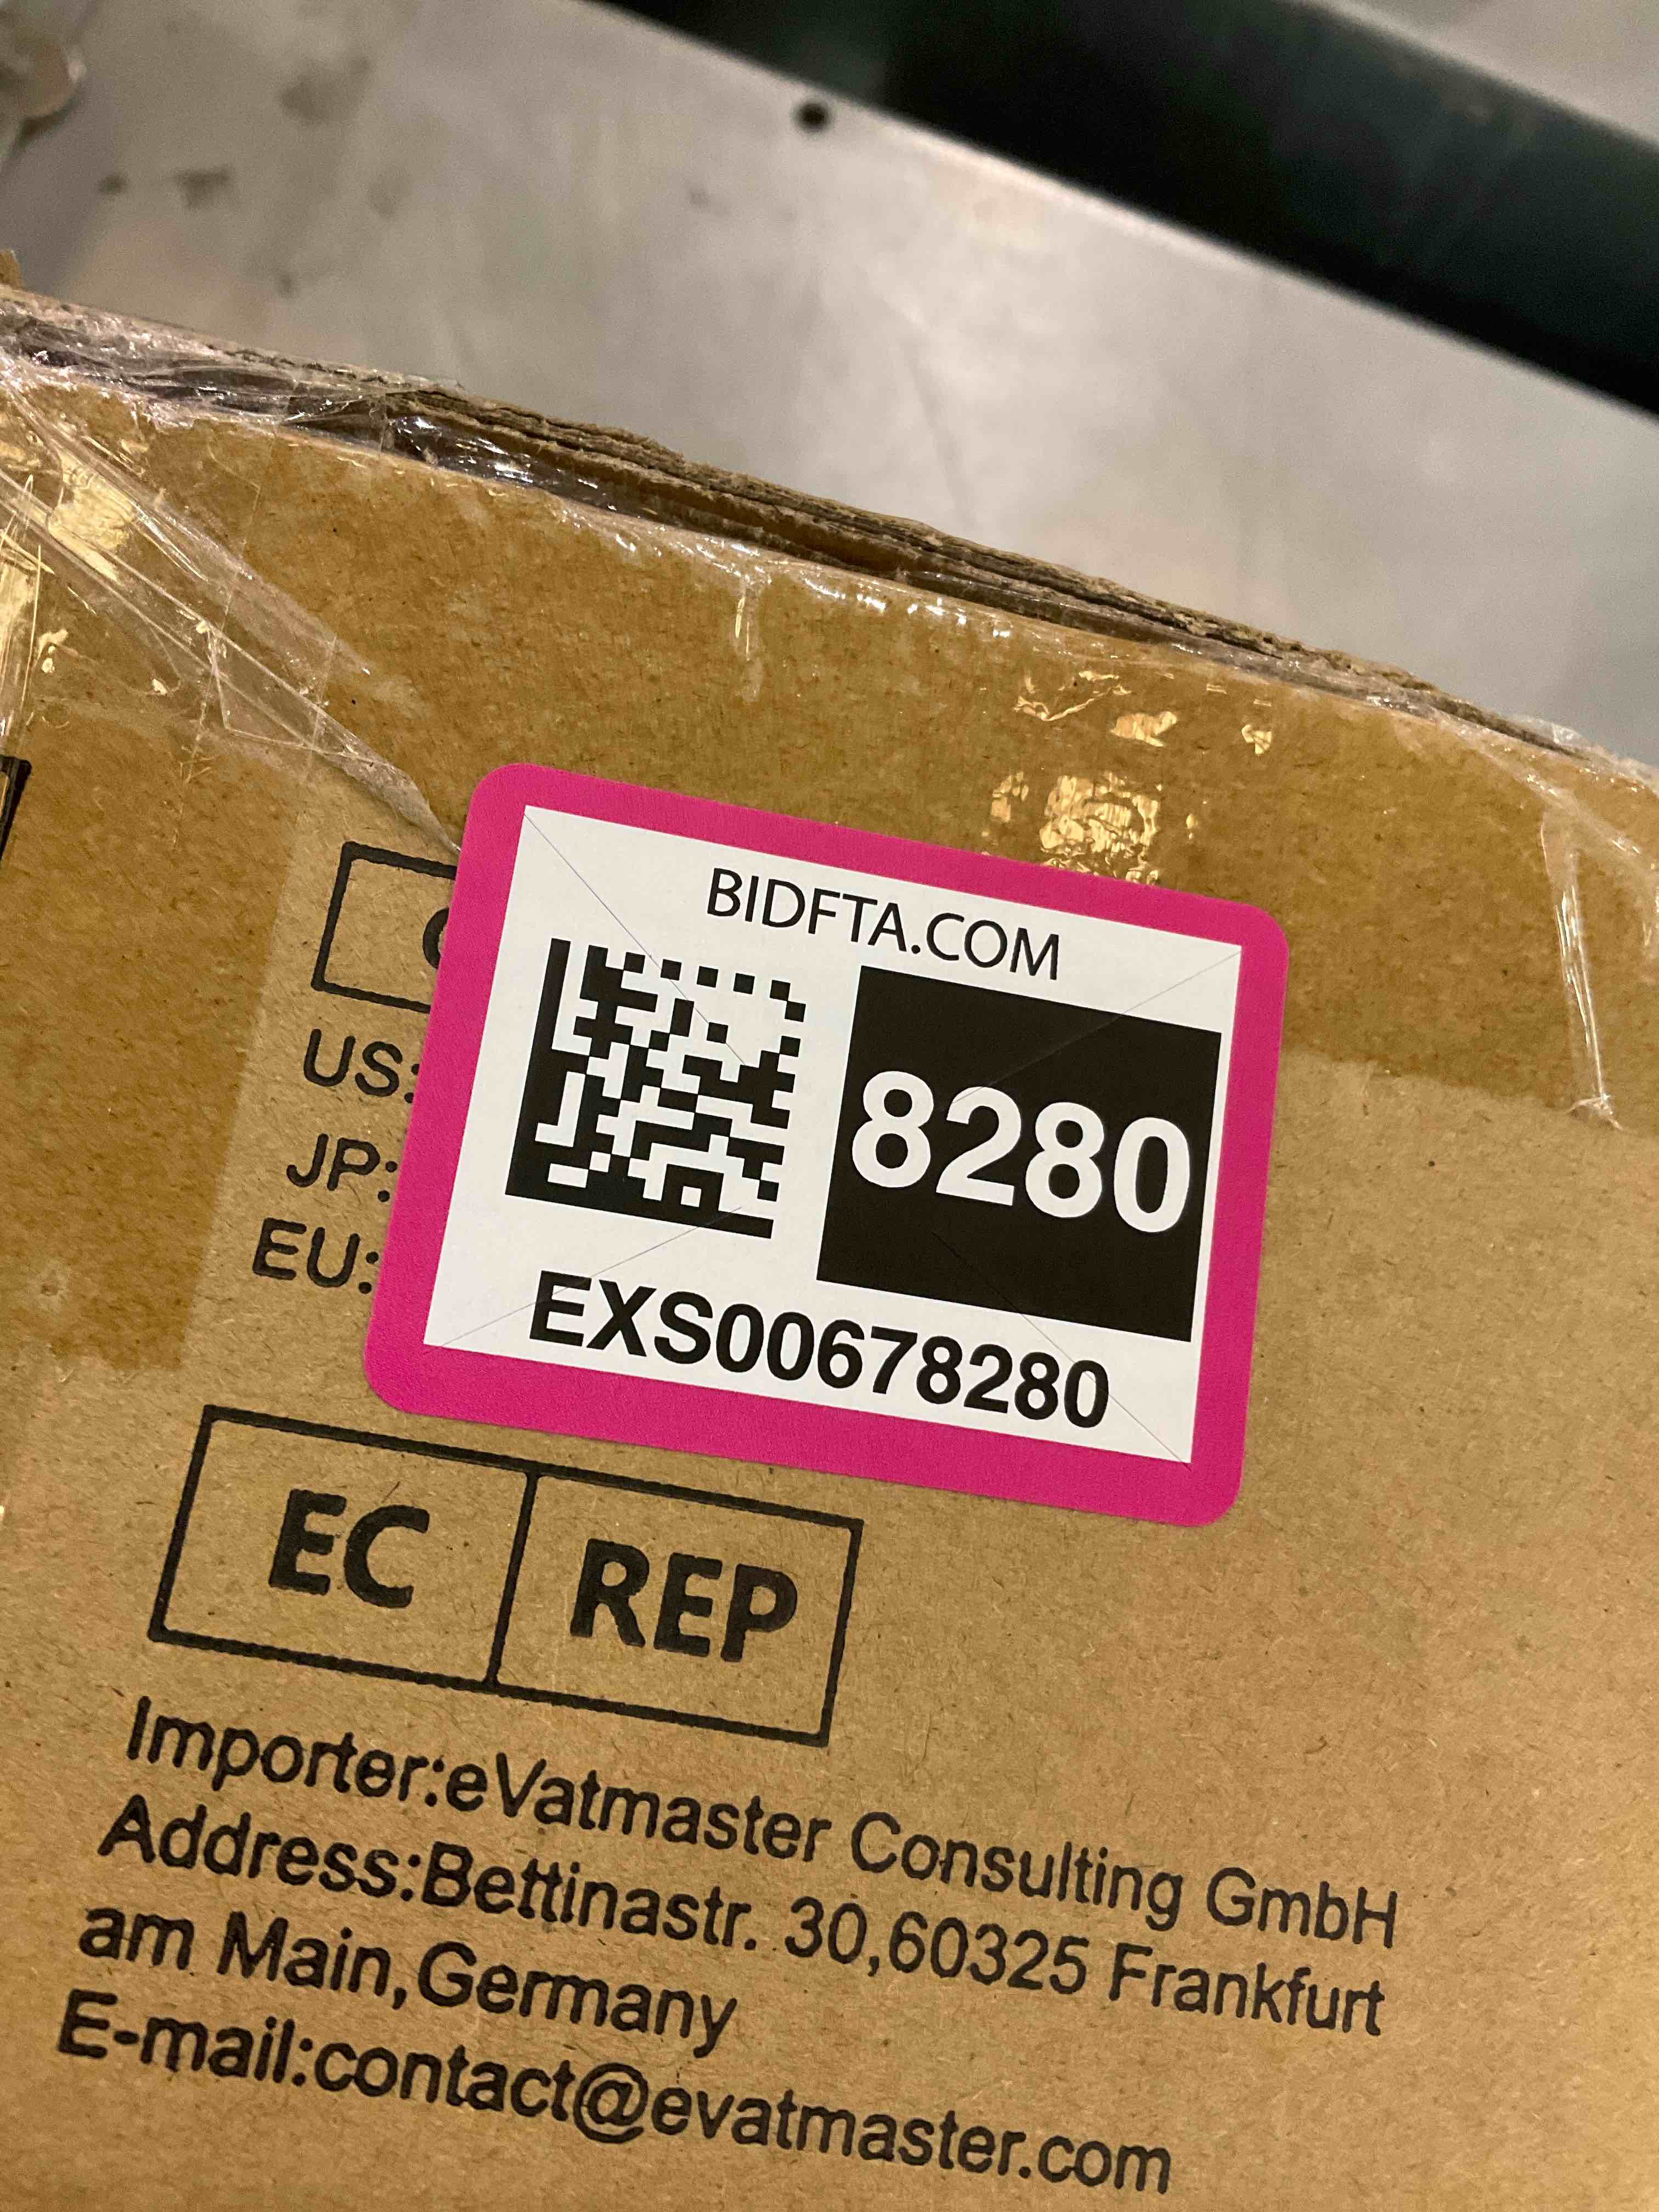 BIDFTA.COM
8280
EXS00678280
US:
JP:
EU:
EC REP
Importer:eVatmaster Consulting GmbH
Address:Bettinastr. 30,60325 Frankfurt
am Main,Germany
E-mail:contact@evatmaster.com